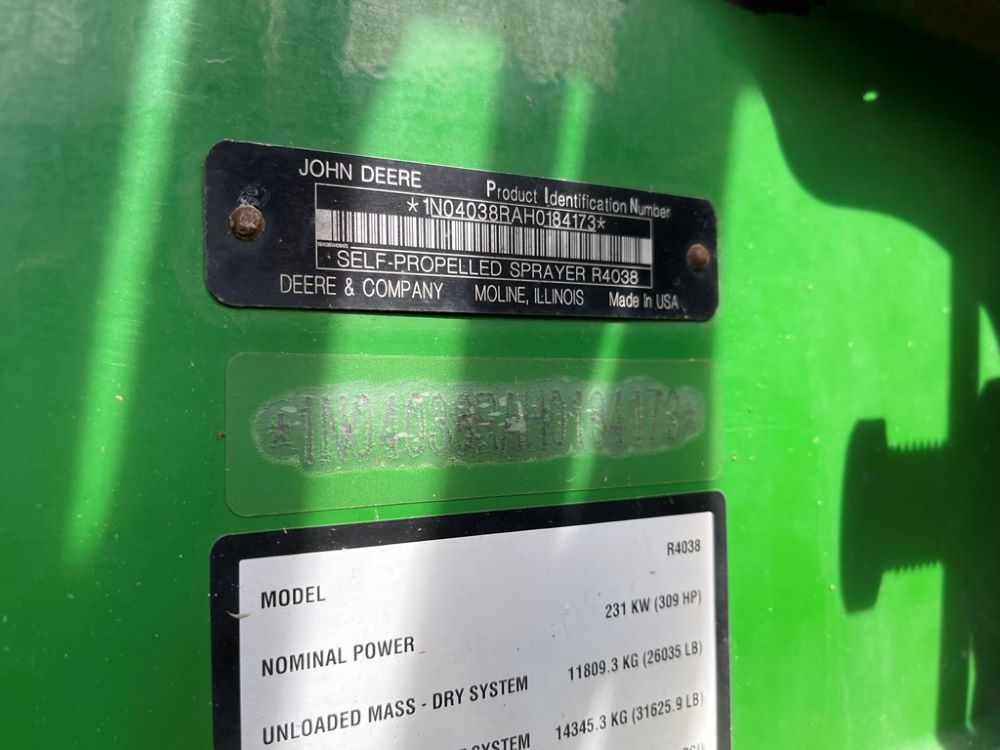 JOHN DEERE
Product Identification Number
*1N04038RAH0184173*
SELF-PROPELLED SPRAYER R4038
DEERE & COMPANY MOLINE, ILLINOIS Made In USA
*1N04038RAH0184173*
MODEL R4038
NOMINAL POWER 231 KW (309 HP)
UNLOADED MASS - DRY SYSTEM 11809.3 KG (26035 LB)
SYSTEM 14345.3 KG (31625.9 LB)